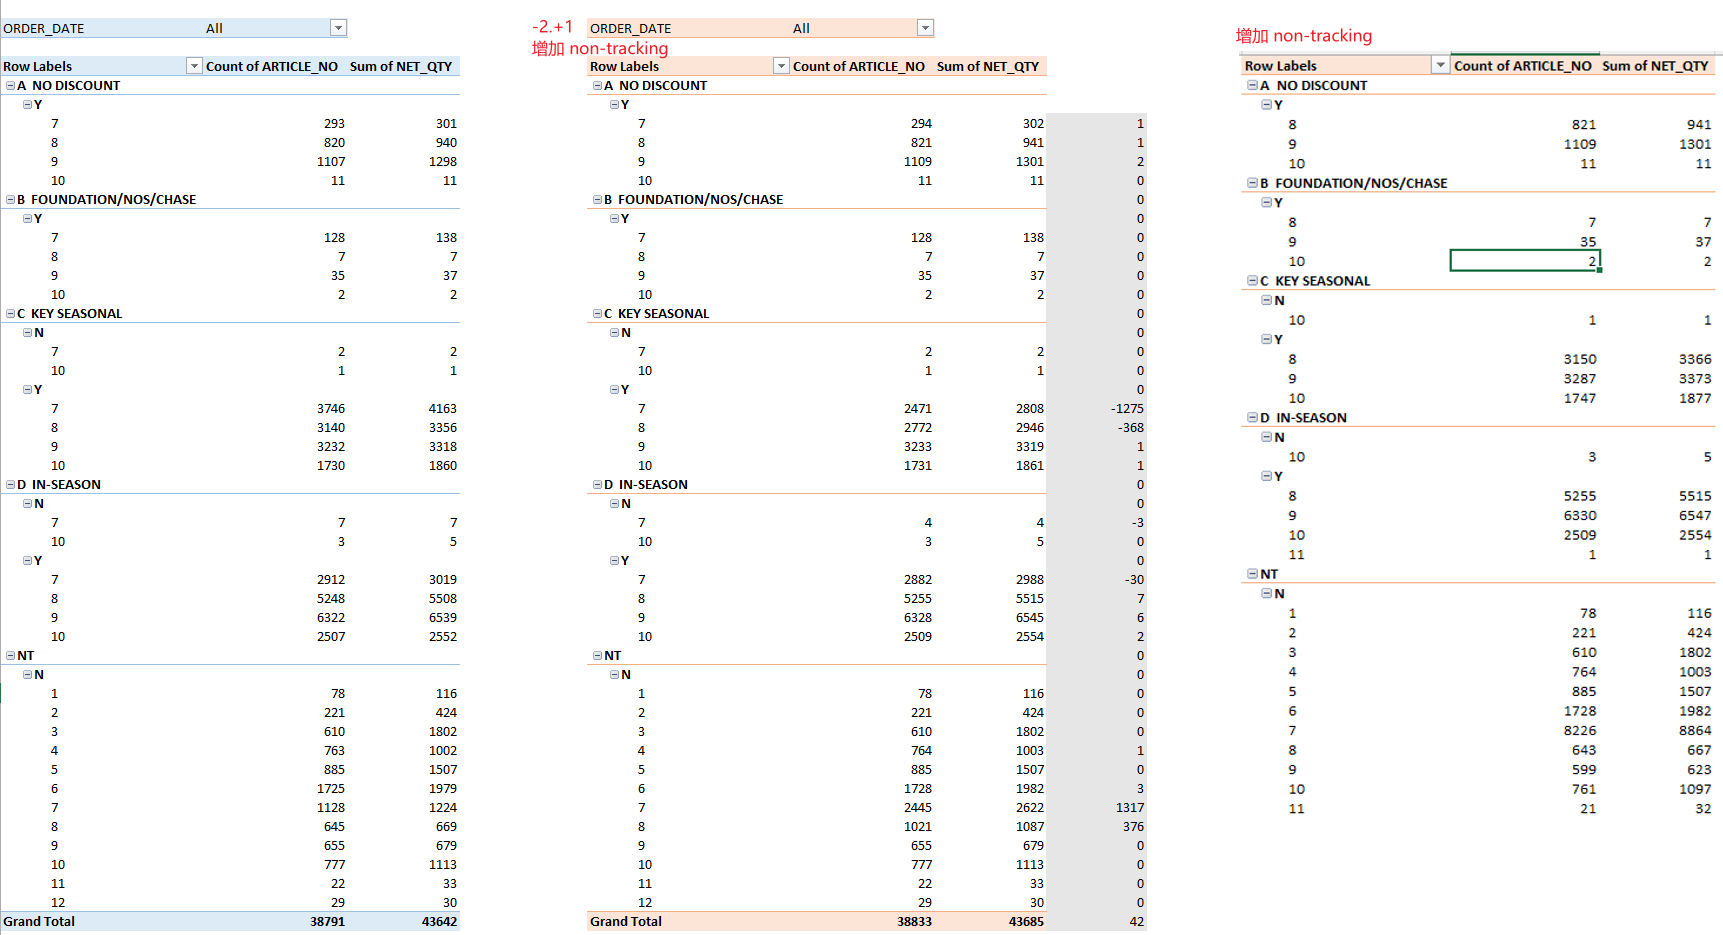 ORDER_DATE All
Row Labels Count of ARTICLE_NO Sum of NET_QTY
A NO DISCOUNT
Y
7 293 301
8 820 940
9 1107 1298
10 11 11
B FOUNDATION/NOS/CHASE
Y
7 128 138
8 7 7
9 35 37
10 2 2
C KEY SEASONAL
N
7 2 2
10 1 1
Y
7 3746 4163
8 3140 3356
9 3232 3318
10 1730 1860
D IN-SEASON
N
7 7 7
10 3 5
Y
7 2912 3019
8 5248 5508
9 6322 6539
10 2507 2552
NT
N
1 78 116
2 221 424
3 610 1802
4 763 1002
5 885 1507
6 1725 1979
7 1128 1224
8 645 669
9 655 679
10 777 1113
11 22 33
12 29 30
Grand Total 38791 43642
-2.+1
增加 non-tracking
ORDER_DATE All
Row Labels Count of ARTICLE_NO Sum of NET_QTY
A NO DISCOUNT
Y
7 294 302 1
8 821 941 1
9 1109 1301 2
10 11 11 0
B FOUNDATION/NOS/CHASE 0
Y 0
7 128 138 0
8 7 7 0
9 35 37 0
10 2 2 0
C KEY SEASONAL 0
N 0
7 2 2 0
10 1 1 0
Y 0
7 2471 2808 -1275
8 2772 2946 -368
9 3233 3319 1
10 1731 1861 1
D IN-SEASON 0
N 0
7 4 4 -3
10 3 5 0
Y 0
7 2882 2988 -30
8 5255 5515 7
9 6328 6545 6
10 2509 2554 2
NT 0
N 0
1 78 116 0
2 221 424 0
3 610 1802 0
4 764 1003 1
5 885 1507 0
6 1728 1982 3
7 2445 2622 1317
8 1021 1087 376
9 655 679 0
10 777 1113 0
11 22 33 0
12 29 30 0
Grand Total 38833 43685 42
增加 non-tracking
Row Labels Count of ARTICLE_NO Sum of NET_QTY
A NO DISCOUNT
Y
8 821 941
9 1109 1301
10 11 11
B FOUNDATION/NOS/CHASE
Y
8 7 7
9 35 37
10 2 2
C KEY SEASONAL
N
10 1 1
Y
8 3150 3366
9 3287 3373
10 1747 1877
D IN-SEASON
N
10 3 5
Y
8 5255 5515
9 6330 6547
10 2509 2554
11 1 1
NT
N
1 78 116
2 221 424
3 610 1802
4 764 1003
5 885 1507
6 1728 1982
7 8226 8864
8 643 667
9 599 623
10 761 1097
11 21 32